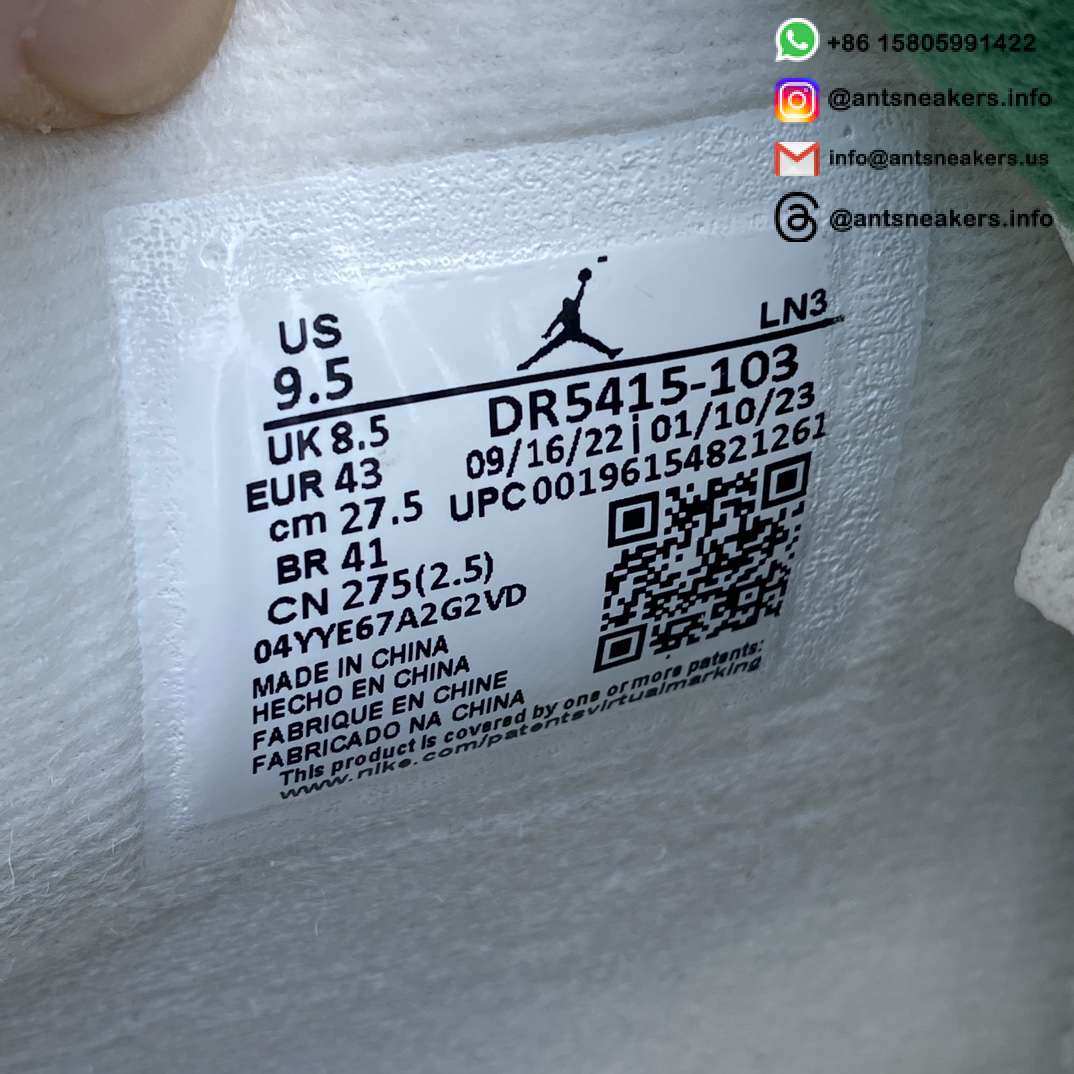 +86 15805991422
@antsneakers.info
info@antsneakers.us
@antsneakers.info
US
9.5
LN3
UK 8.5
EUR 43
cm 27.5
BR 41
CN 275(2.5)
DR5415-103
09/16/22|01/10/23
UPC00196154821261
04YYE67A2G2VD
MADE IN CHINA
HECHO EN CHINA
FABRIQUE EN CHINE
FABRICADO NA CHINA
This product is covered by one or more patents:
www.nike.com/patentsvirtualmarking